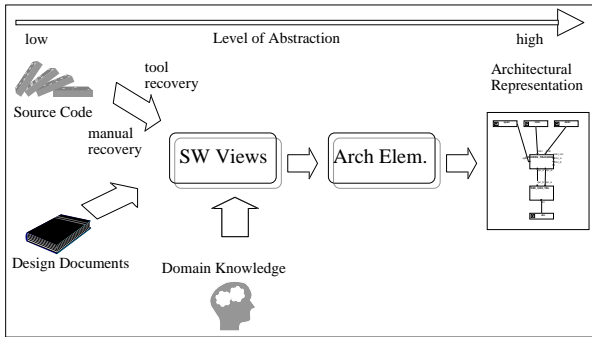 low
Level of Abstraction
high
tool
recovery
Architectural
Representation
Source Code
manual
recovery
SW Views
Arch Elem.
Design Documents
Domain Knowledge